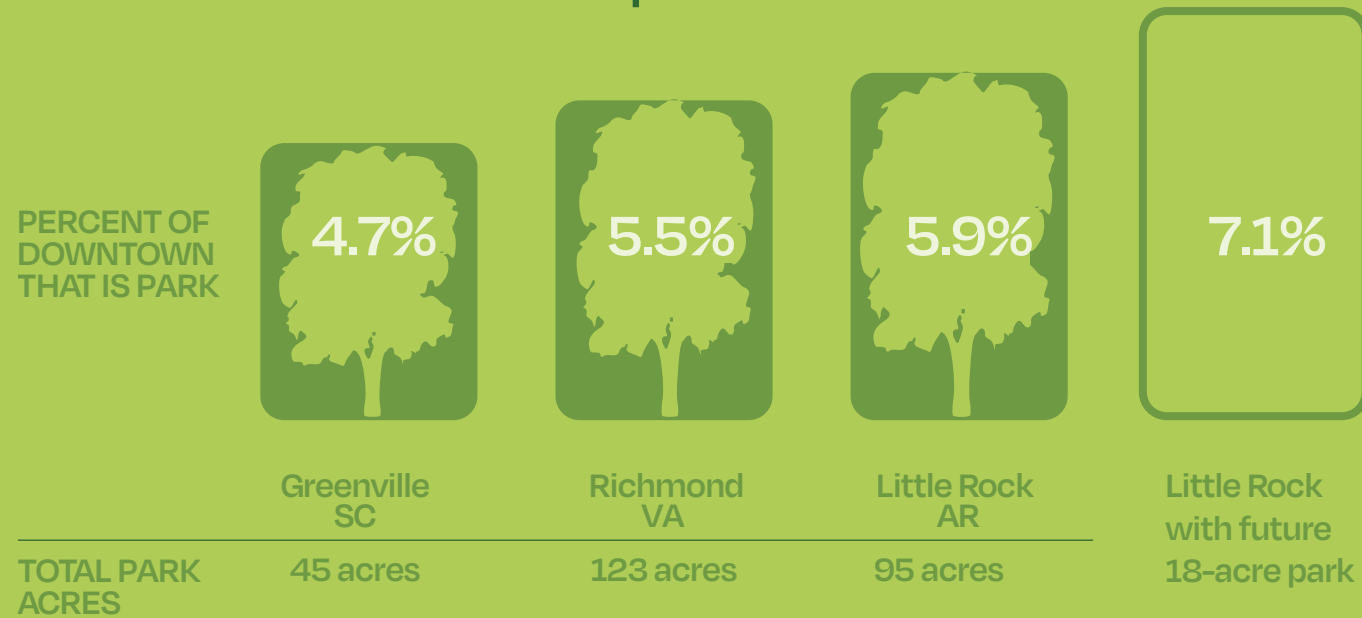 PERCENT OF
DOWNTOWN
THAT IS PARK
4.7%
5.5%
5.9%
7.1%
Greenville
SC
Richmond
VA
Little Rock
AR
Little Rock
with future
18-acre park
TOTAL PARK
ACRES
45 acres
123 acres
95 acres